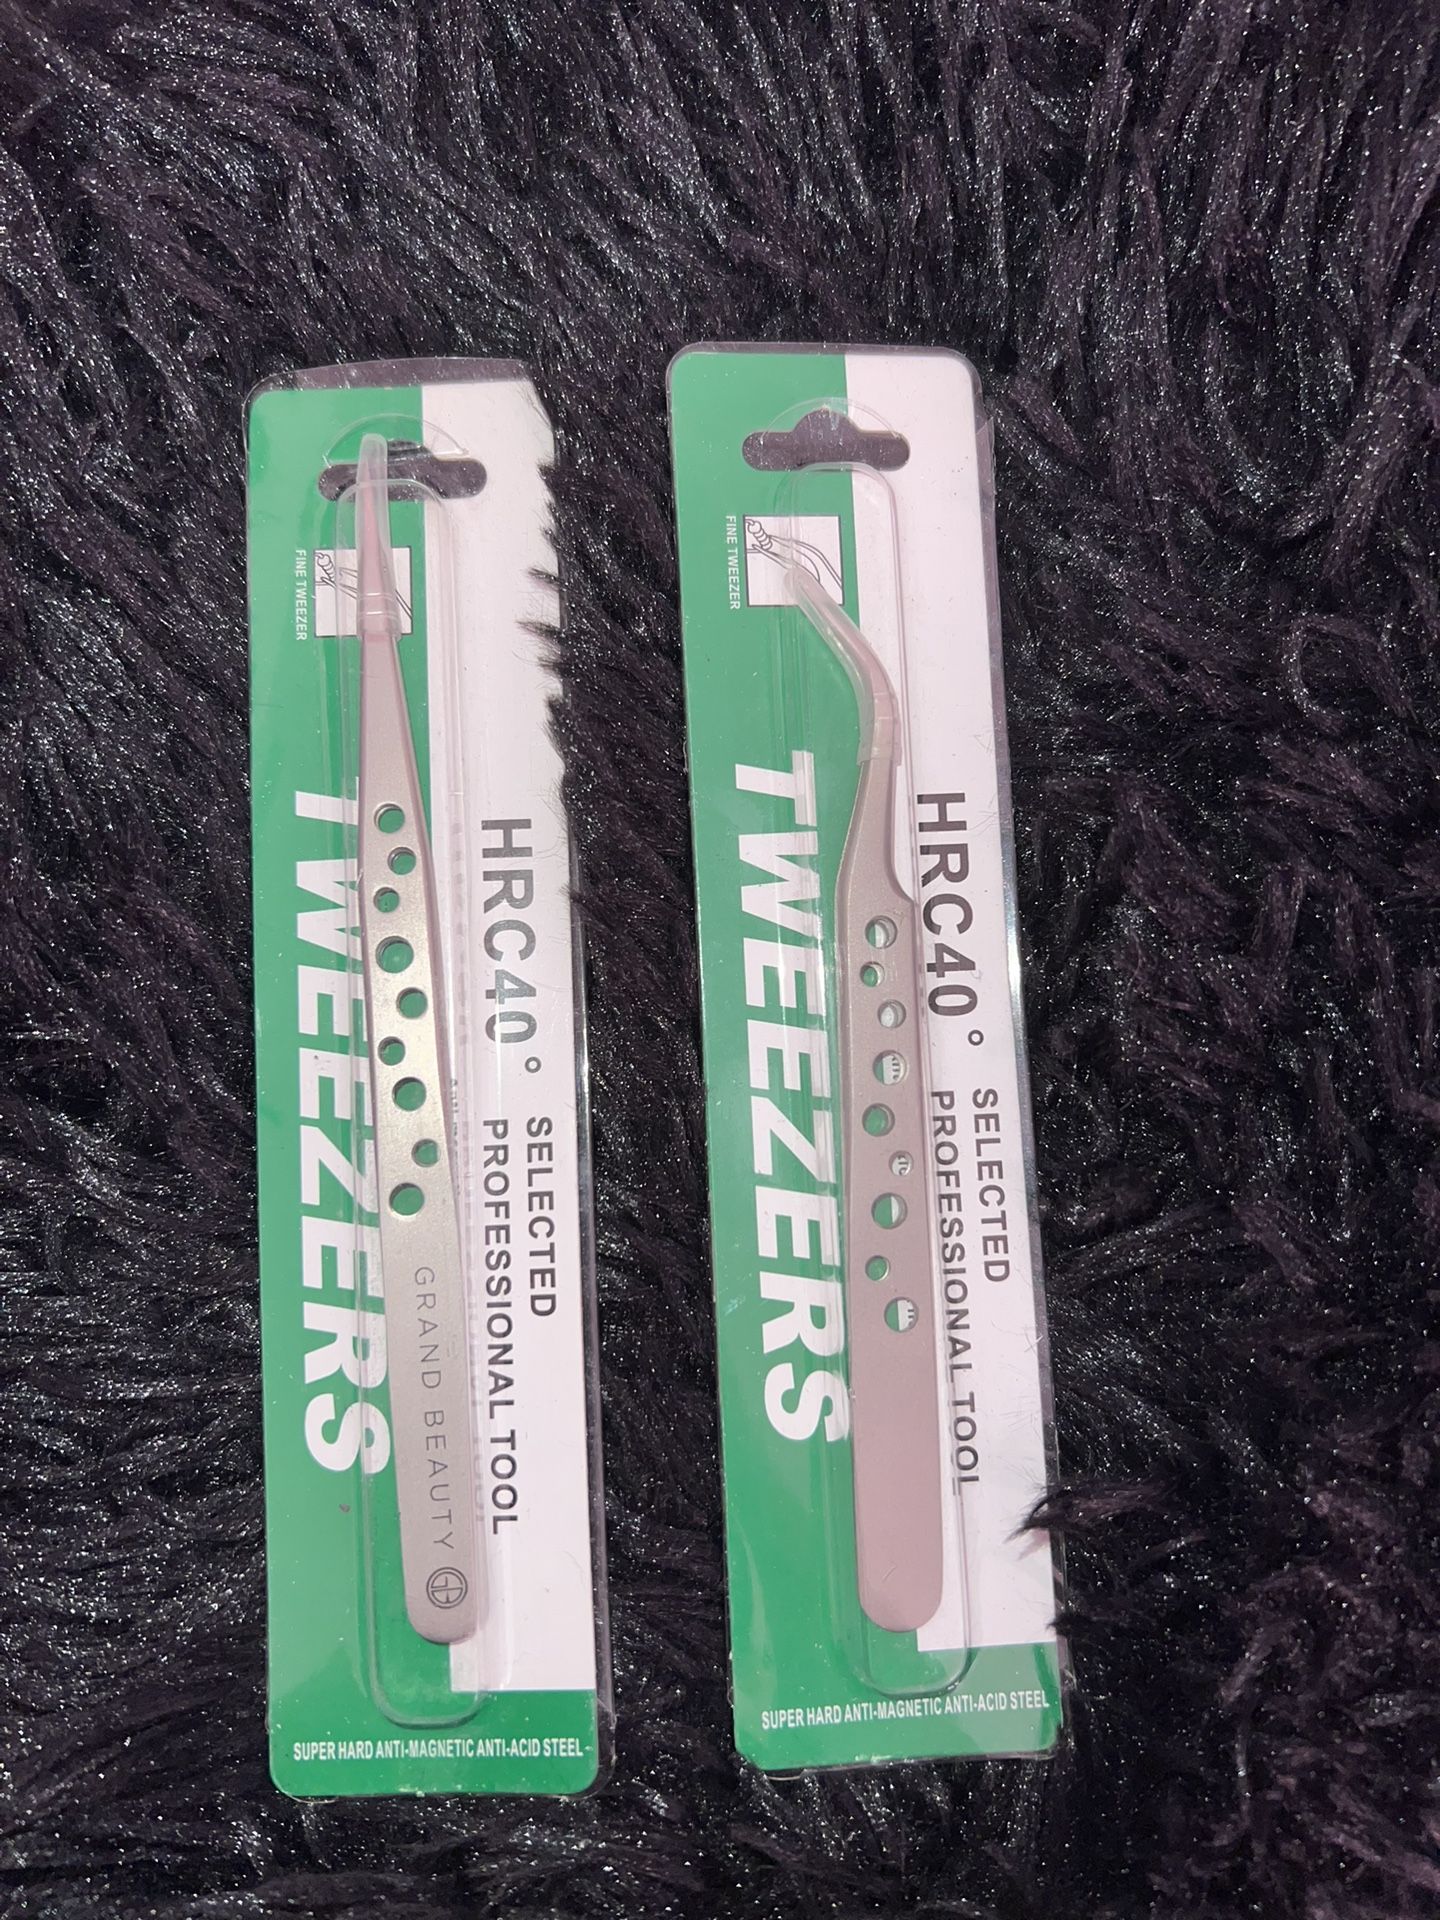 FINE TWEEZER
TWEEZERS
HRC40°
SELECTED
PROFESSIONAL TOOL
GRAND BEAUTY
GB
SUPER HARD ANTI-MAGNETIC ANTI-ACID STEEL
FINE TWEEZER
TWEEZERS
HRC40°
SELECTED
PROFESSIONAL TOOL
SUPER HARD ANTI-MAGNETIC ANTI-ACID STEEL